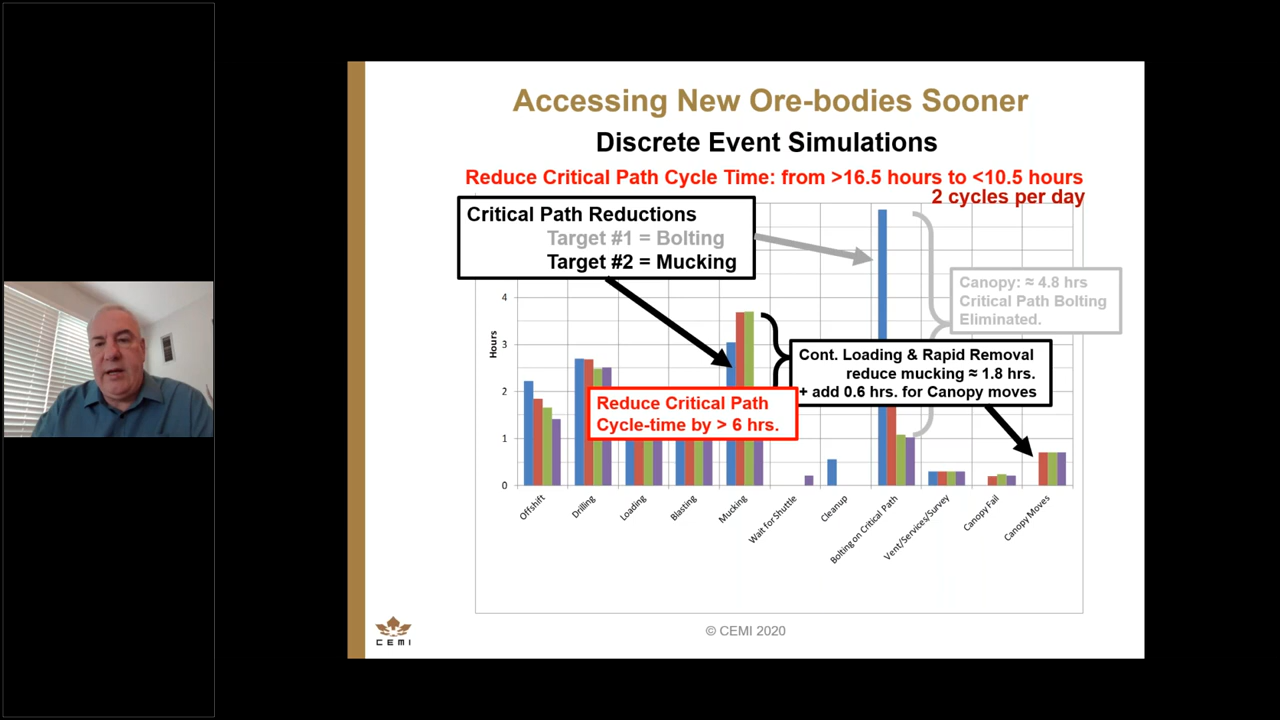 Accessing New Ore-bodies Sooner
Discrete Event Simulations
Reduce Critical Path Cycle Time: from >16.5 hours to <10.5 hours
2 cycles per day
Critical Path Reductions
Target #1 = Bolting
Target #2 = Mucking
Canopy: ≈ 4.8 hrs
Critical Path Bolting
Eliminated.
Cont. Loading & Rapid Removal
reduce mucking ≈ 1.8 hrs.
+ add 0.6 hrs. for Canopy moves
Reduce Critical Path
Cycle-time by > 6 hrs.
Hours
4
3
2
1
0
Offshift
Drilling
Loading
Blasting
Mucking
Wait for Shuttle
Cleanup
Bolting on Critical Path
Vent/Services/Survey
Canopy Fail
Canopy Moves
CEMI
© CEMI 2020